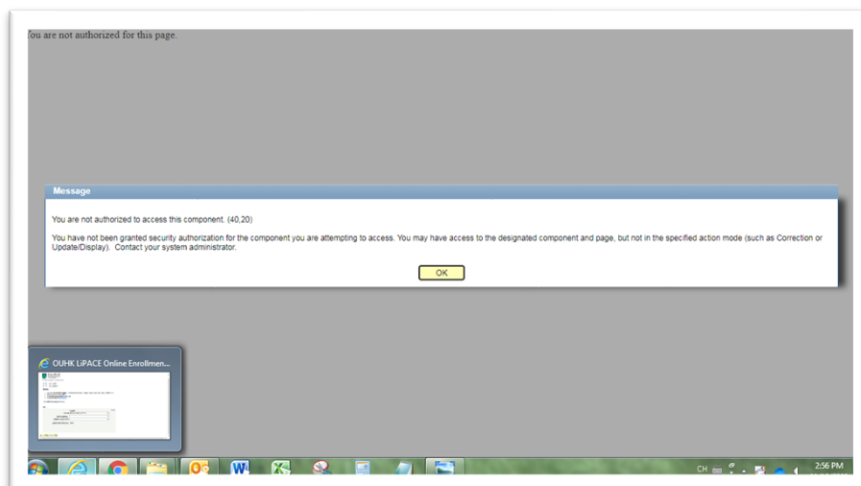 You are not authorized for this page.
Message
You are not authorized to access this component. (40,20)
You have not been granted security authorization for the component you are attempting to access. You may have access to the designated component and page, but not in the specified action mode (such as Correction or
Update/Display). Contact your system administrator.
OK
OUHK LiPACE Online Enrollmen...
CH
2:56 PM